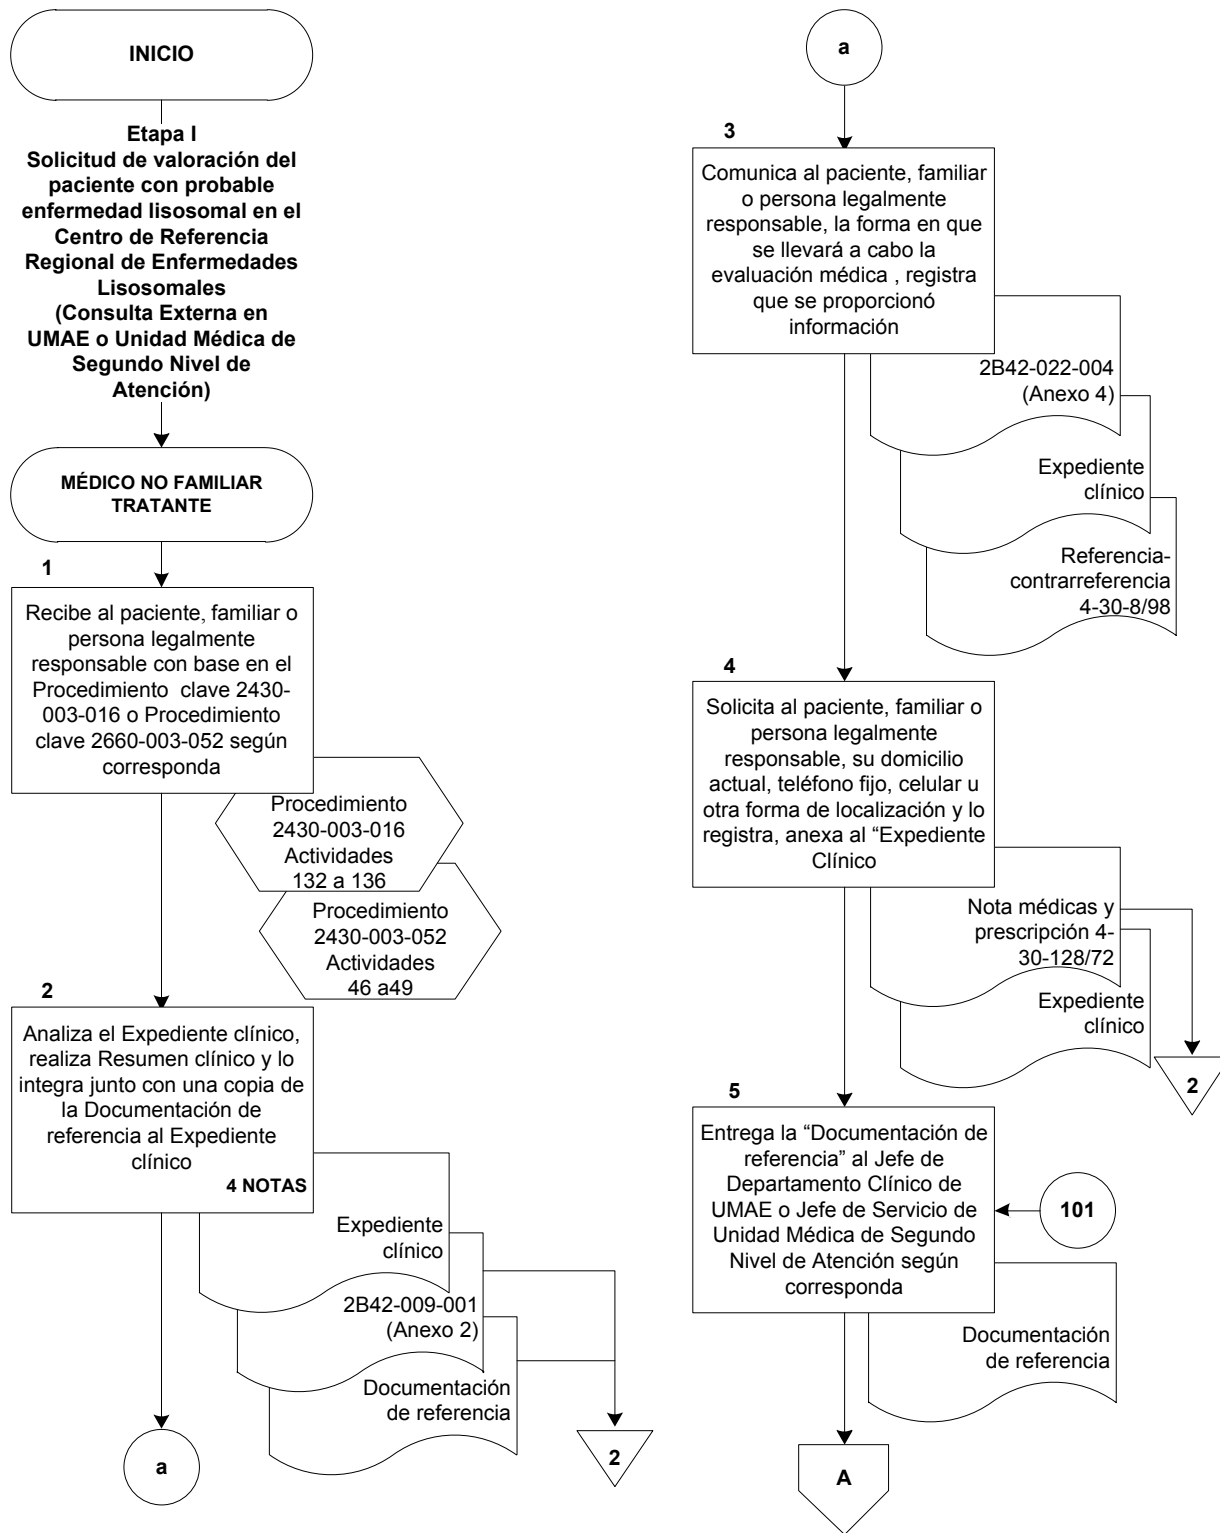 INICIO
Etapa I
Solicitud de valoración del
paciente con probable
enfermedad lisosomal en el
Centro de Referencia
Regional de Enfermedades
Lisosomales
(Consulta Externa en
UMAE o Unidad Médica de
Segundo Nivel de
Atención)
MÉDICO NO FAMILIAR
TRATANTE
1
Recibe al paciente, familiar o
persona legalmente
responsable con base en el
Procedimiento clave 2430-
003-016 o Procedimiento
clave 2660-003-052 según
corresponda
Procedimiento
2430-003-016
Actividades
132 a 136
Procedimiento
2430-003-052
Actividades
46 a49
2
Analiza el Expediente clínico,
realiza Resumen clínico y lo
integra junto con una copia de
la Documentación de
referencia al Expediente
clínico
4 NOTAS
Expediente
clínico
2B42-009-001
(Anexo 2)
Documentación
de referencia
2
a
a
3
Comunica al paciente, familiar
o persona legalmente
responsable, la forma en que
se llevará a cabo la
evaluación médica , registra
que se proporcionó
información
2B42-022-004
(Anexo 4)
Expediente
clínico
Referencia-
contrarreferencia
4-30-8/98
4
Solicita al paciente, familiar o
persona legalmente
responsable, su domicilio
actual, teléfono fijo, celular u
otra forma de localización y lo
registra, anexa al “Expediente
Clínico
Nota médicas y
prescripción 4-
30-128/72
Expediente
clínico
2
5
Entrega la “Documentación de
referencia” al Jefe de
Departamento Clínico de
UMAE o Jefe de Servicio de
Unidad Médica de Segundo
Nivel de Atención según
corresponda
101
Documentación
de referencia
A